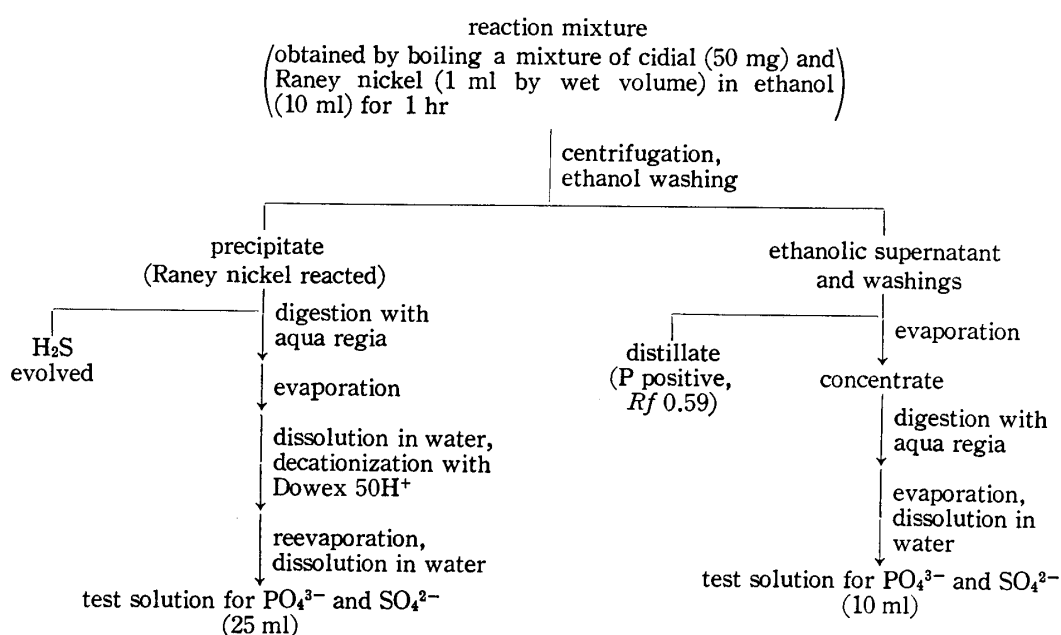 reaction mixture
(obtained by boiling a mixture of cidial (50 mg) and
Raney nickel (1 ml by wet volume) in ethanol
(10 ml) for 1 hr)
centrifugation,
ethanol washing
precipitate
(Raney nickel reacted)
H₂S
evolved
digestion with
aqua regia
evaporation
dissolution in water,
decationization with
Dowex 50H⁺
reevaporation,
dissolution in water
test solution for PO₄³⁻ and SO₄²⁻
(25 ml)
ethanolic supernatant
and washings
distillate
(P positive,
Rf 0.59)
evaporation
concentrate
digestion with
aqua regia
evaporation,
dissolution in
water
test solution for PO₄³⁻ and SO₄²⁻
(10 ml)